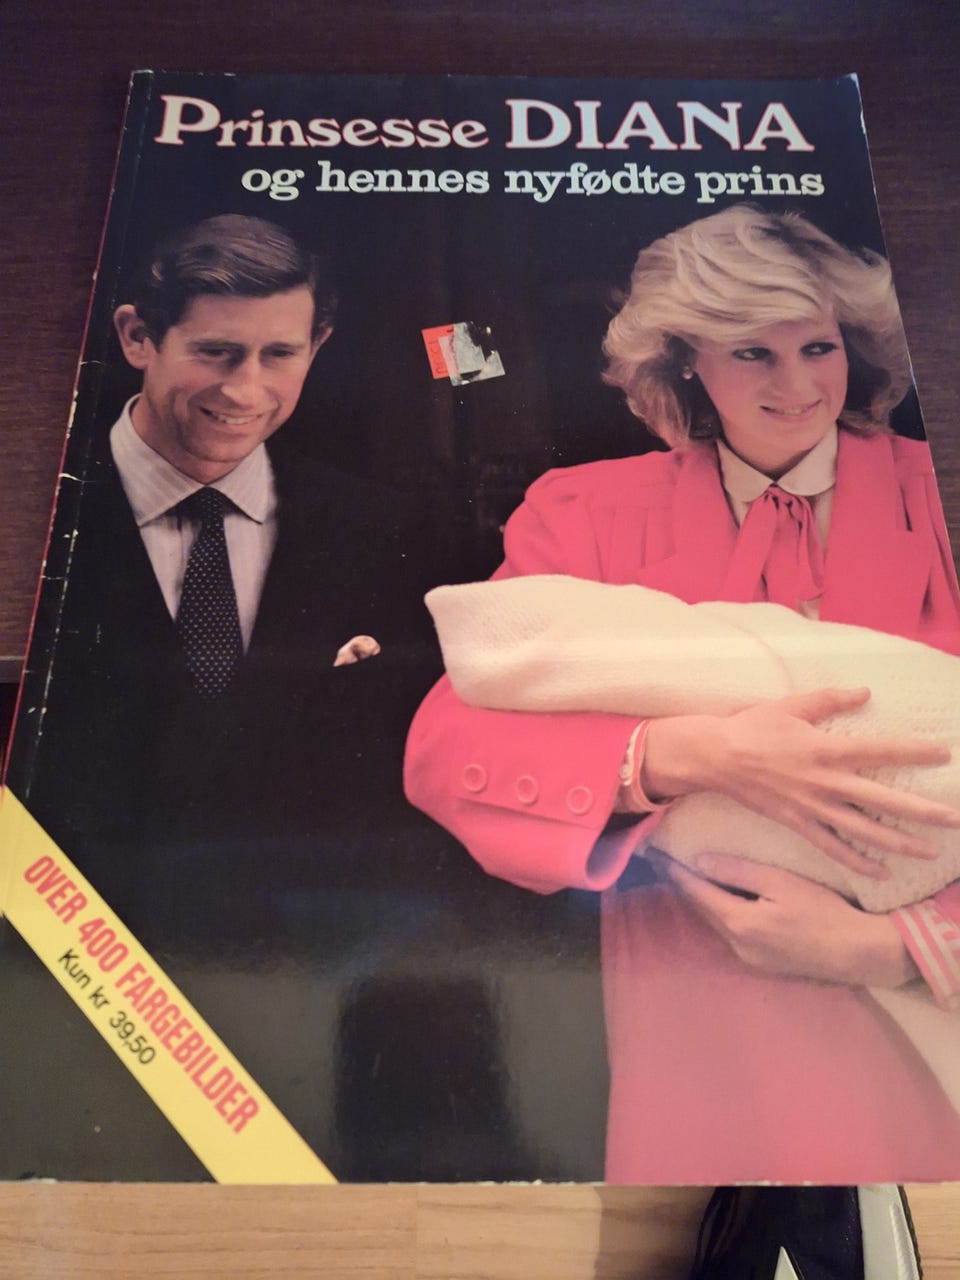 Prinsesse DIANA
og hennes nyfødte prins
OVER 400 FARGEBILDER
Kun kr 39,50